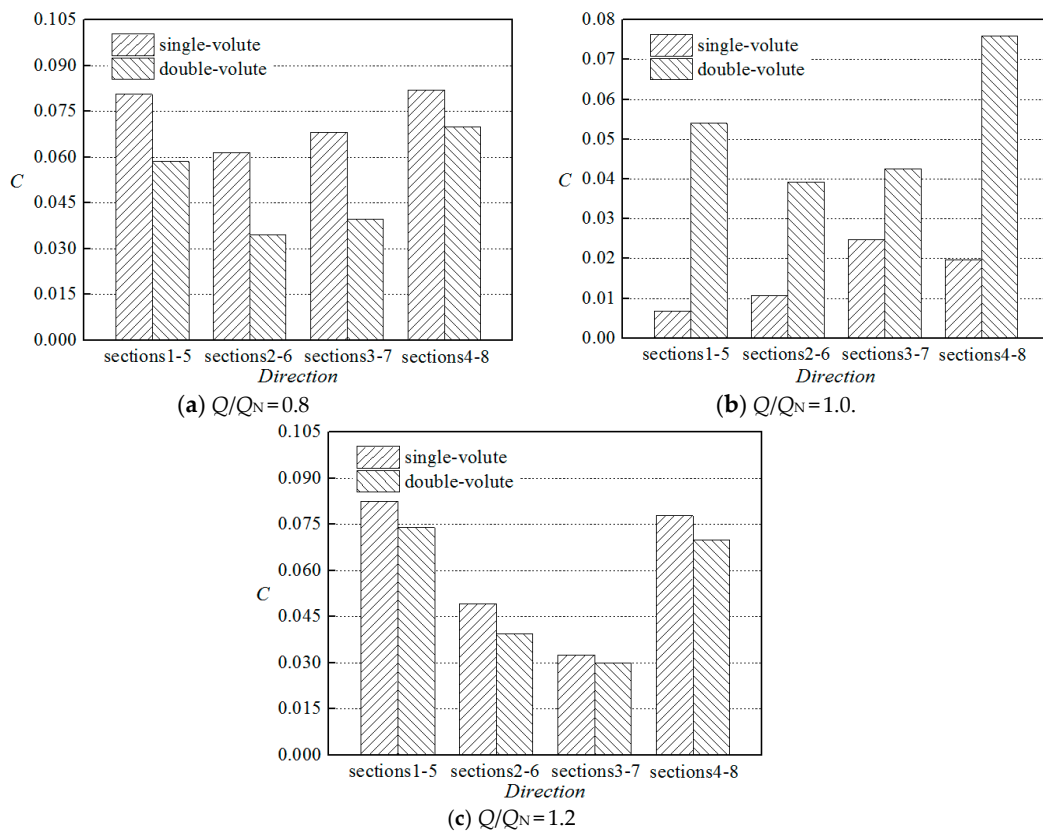 0.105
0.090
0.075
0.060
0.045
0.030
0.015
0.000
C
single-volute
double-volute
sections1-5 sections2-6 sections3-7 sections4-8
Direction
(a) Q/QN=0.8
0.08
0.07
0.06
0.05
0.04
0.03
0.02
0.01
0.00
C
single-volute
double-volute
sections1-5 sections2-6 sections3-7 sections4-8
Direction
(b) Q/QN=1.0.
0.105
0.090
0.075
0.060
0.045
0.030
0.015
0.000
C
single-volute
double-volute
sections1-5 sections2-6 sections3-7 sections4-8
Direction
(c) Q/QN=1.2